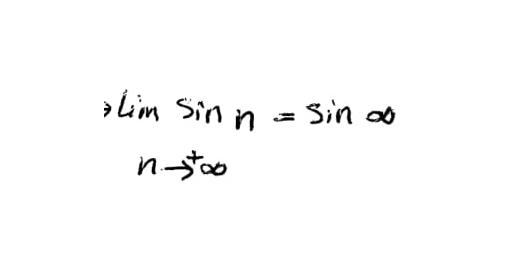 → Lim Sin n = Sin ∞
n → +∞